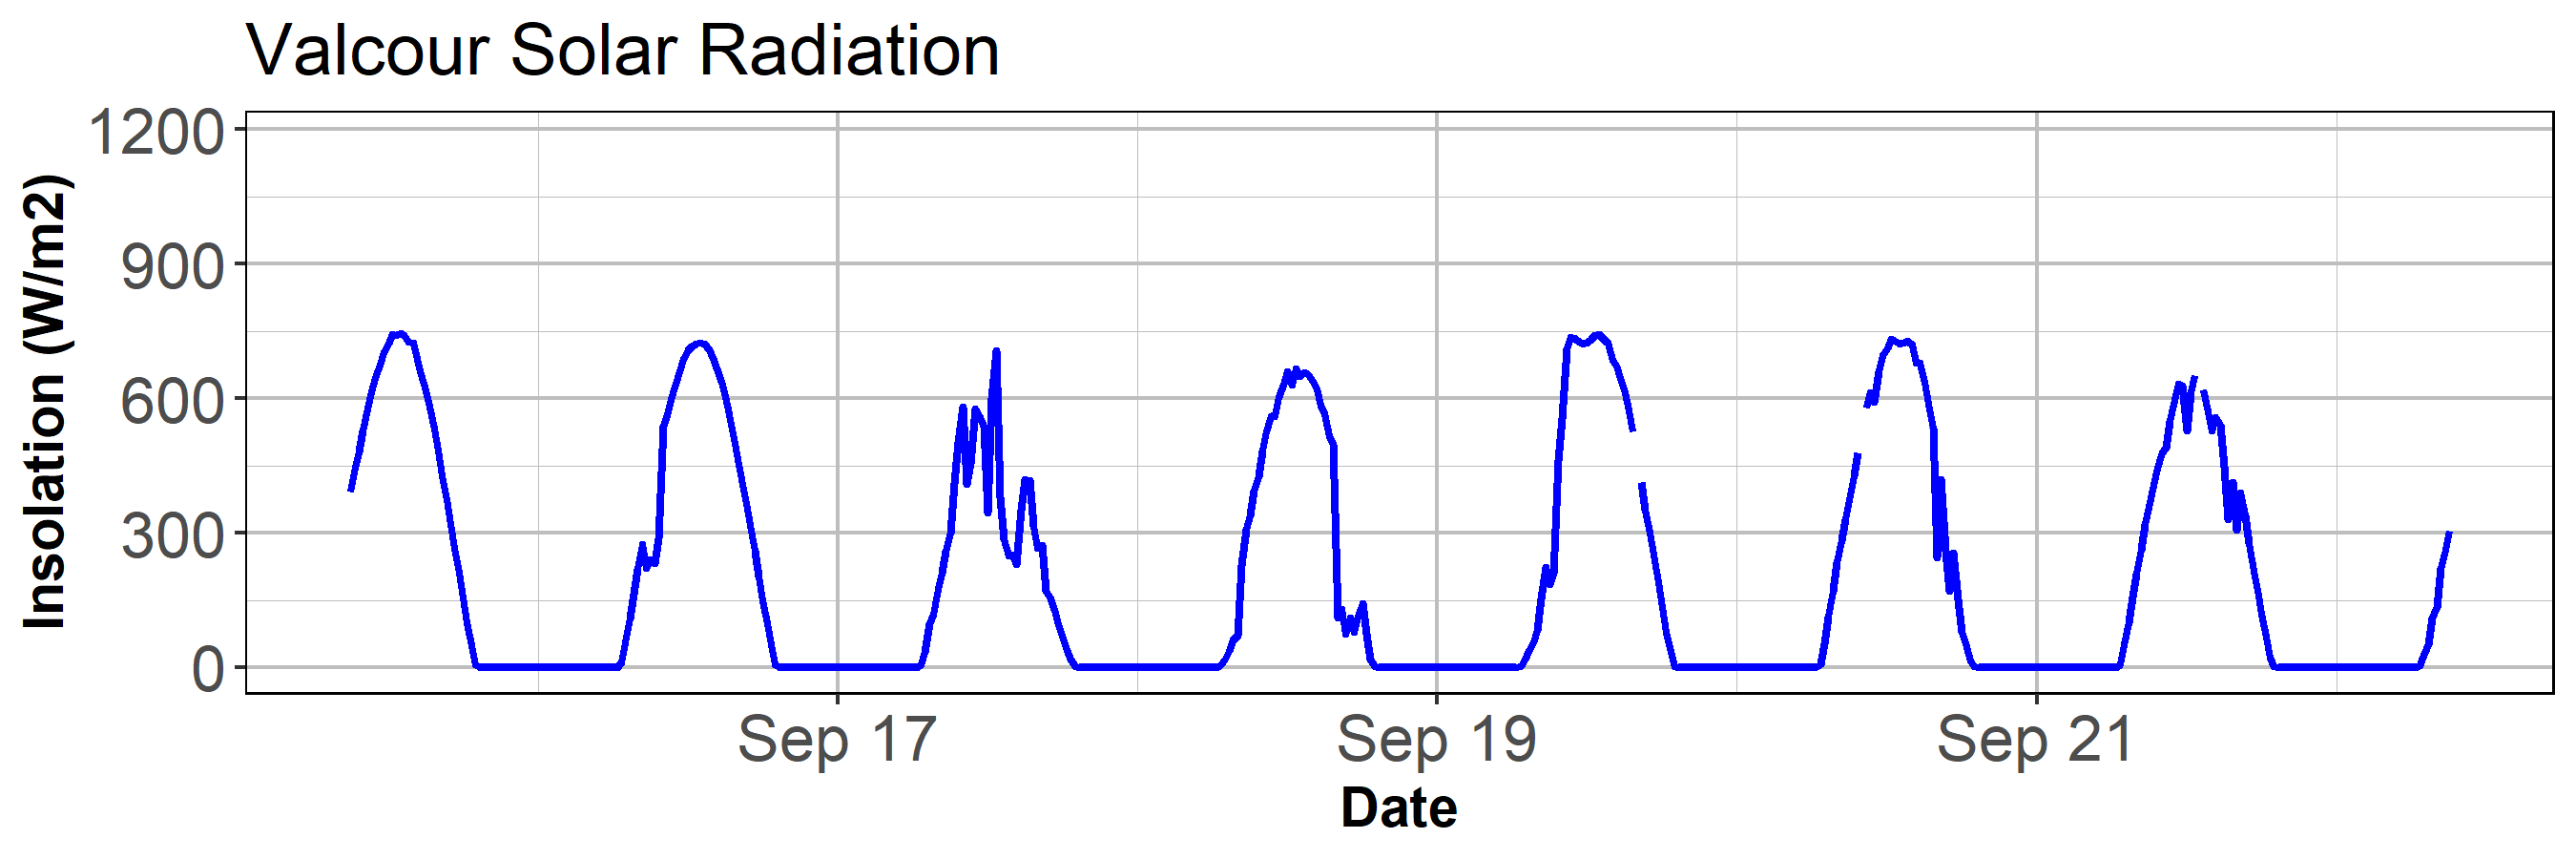 Valcour Solar Radiation
1200
900
600
300
0
Insolation (W/m2)
Sep 17
Sep 19
Sep 21
Date